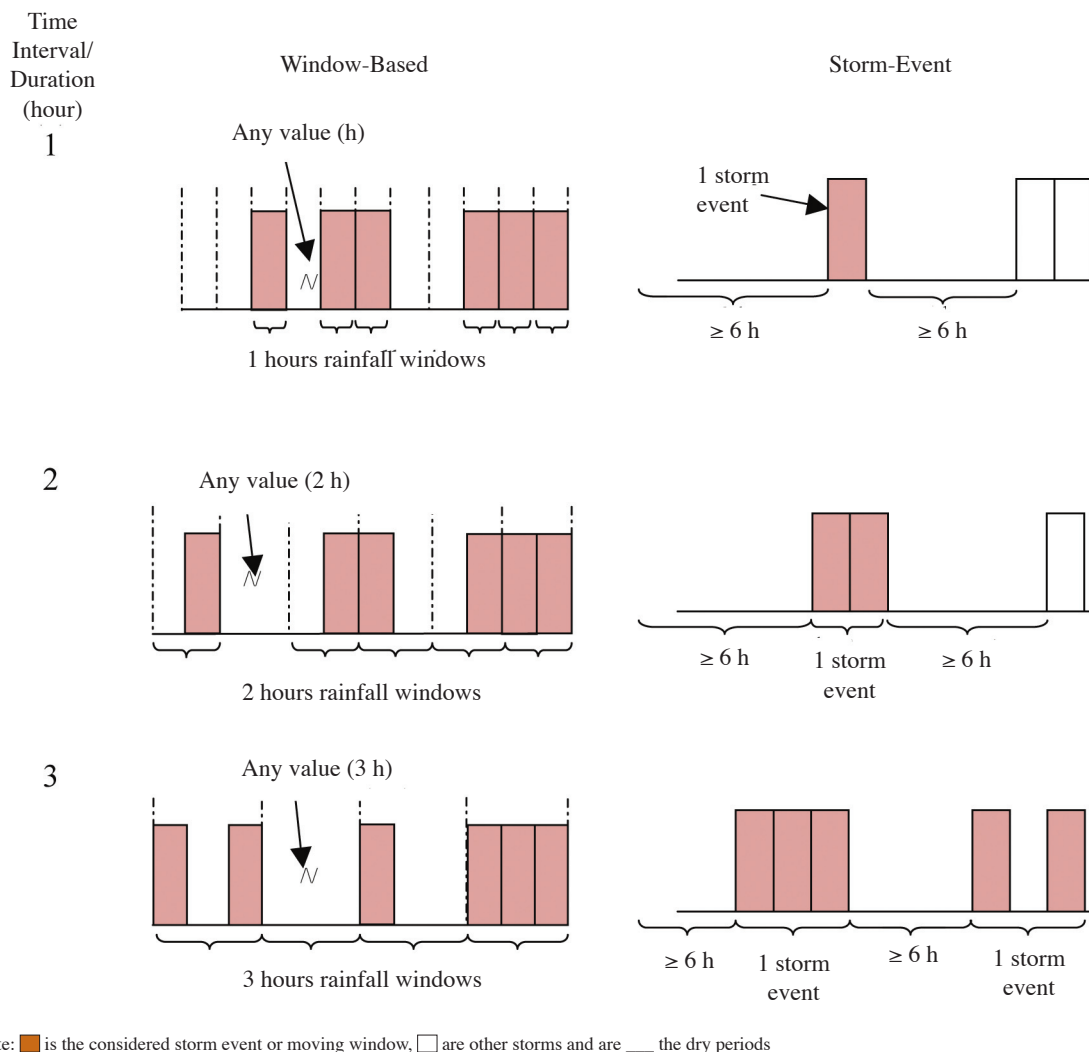 Time
Interval/
Duration
(hour)
Window-Based
Storm-Event
1
Any value (h)
1 storm
event
≥ 6 h
≥ 6 h
1 hours rainfall windows
2
Any value (2 h)
≥ 6 h
1 storm
event
≥ 6 h
2 hours rainfall windows
3
Any value (3 h)
≥ 6 h
1 storm
event
≥ 6 h
1 storm
event
3 hours rainfall windows
te: is the considered storm event or moving window, are other storms and are ___ the dry periods